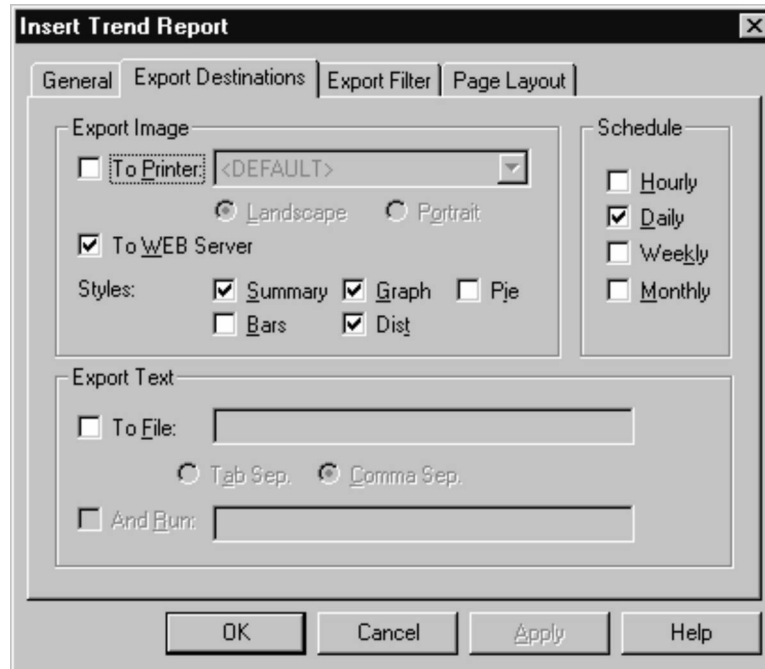 Insert Trend Report
General Export Destinations Export Filter Page Layout
Export Image
To Printer: <DEFAULT>
Landscape Portrait
To WEB Server
Styles: Summary Graph Pie
Bars Dist
Schedule
Hourly
Daily
Weekly
Monthly
Export Text
To File:
Tab Sep. Comma Sep.
And Run:
OK Cancel Apply Help